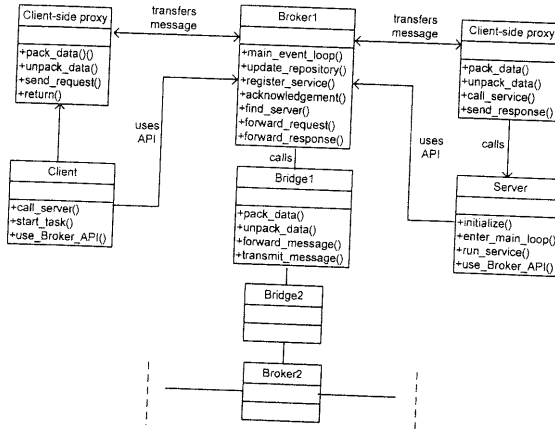 Client-side proxy
+pack_data()()
+unpack_data()
+send_request()
+return()
transfers
message
Broker1
+main_event_loop()
+update_repository()
+register_service()
+acknowledgement()
+find_server()
+forward_request()
+forward_response()
transfers
message
Client-side proxy
+pack_data()
+unpack_data()
+call_service()
+send_response()
uses
API
calls
uses
API
calls
Client
+call_server()
+start_task()
+use_Broker_API()
Bridge1
+pack_data()
+unpack_data()
+forward_message()
+transmit_message()
Server
+initialize()
+enter_main_loop()
+run_service()
+use_Broker_API()
Bridge2
Broker2